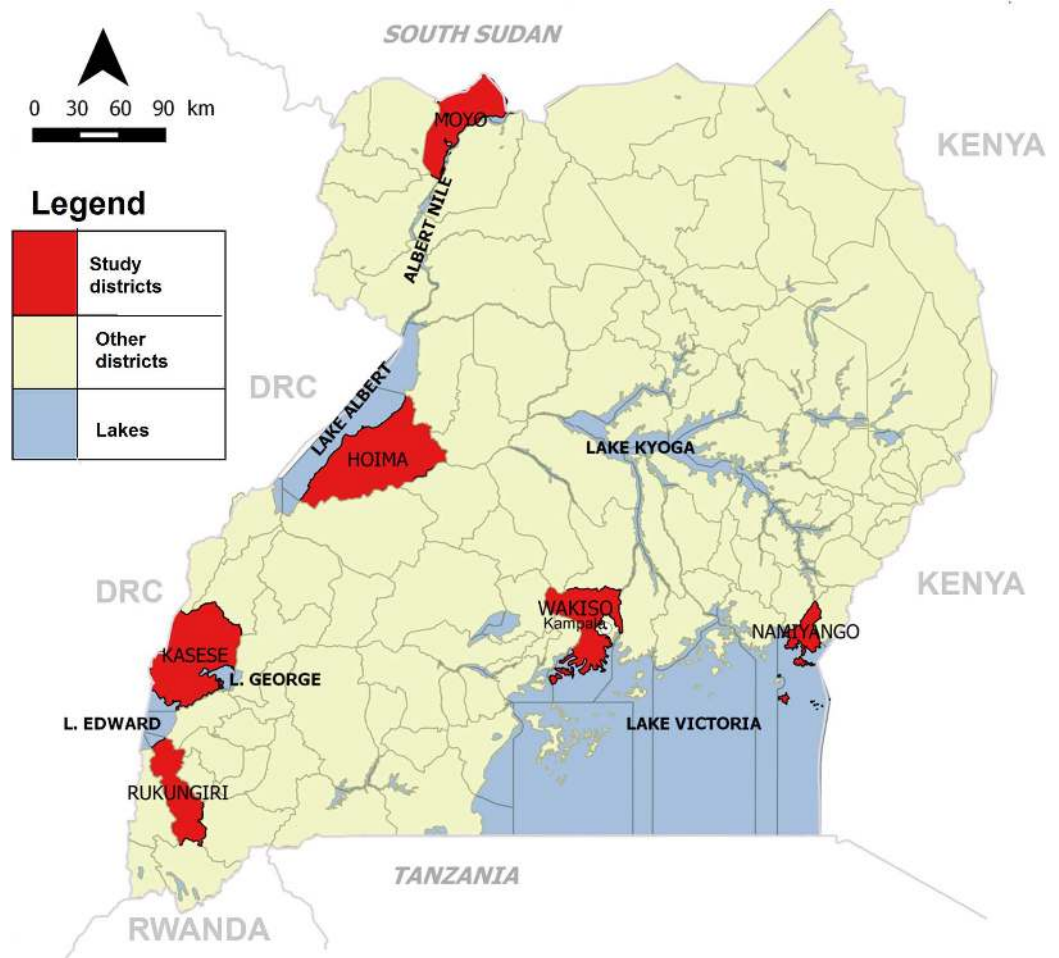 SOUTH SUDAN
0 30 60 90 km
MOYO
KENYA
Legend
Study
districts
Other
districts
Lakes
ALBERT NILE
DRC
LAKE ALBERT
HOIMA
LAKE KYOGA
DRC
KENYA
WAKISO
Kampala
NAMIYANGO
KASESE
L. GEORGE
L. EDWARD
LAKE VICTORIA
RUKUNGIRI
TANZANIA
RWANDA